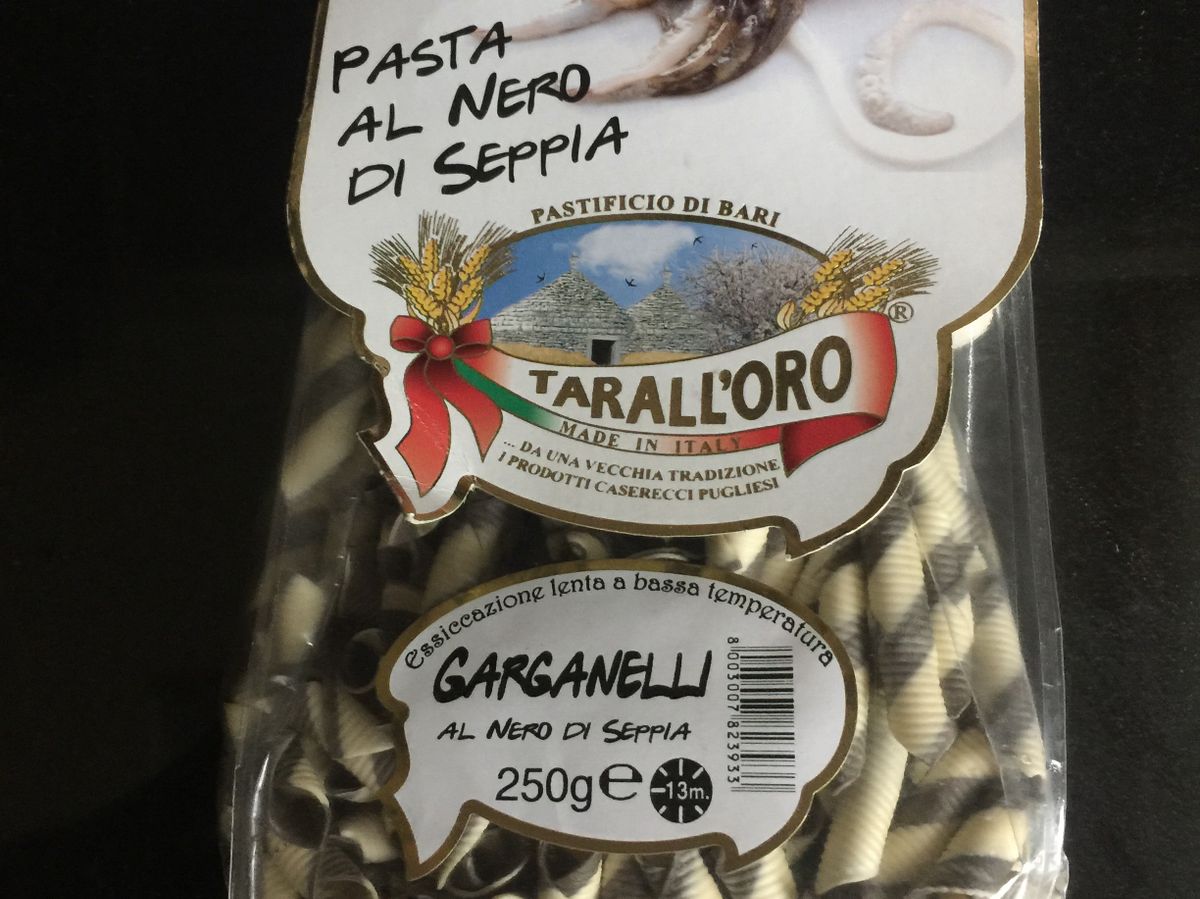 PASTA
AL NERO
DI SEPPIA
PASTIFICIO DI BARI
TARALL'ORO ®
MADE IN ITALY
... DA UNA VECCHIA TRADIZIONE
I PRODOTTI CASERECCI PUGLIESI
Essiccazione lenta a bassa temperatura
GARGANELLI
AL NERO DI SEPPIA
250g e 13m.
8003007823933